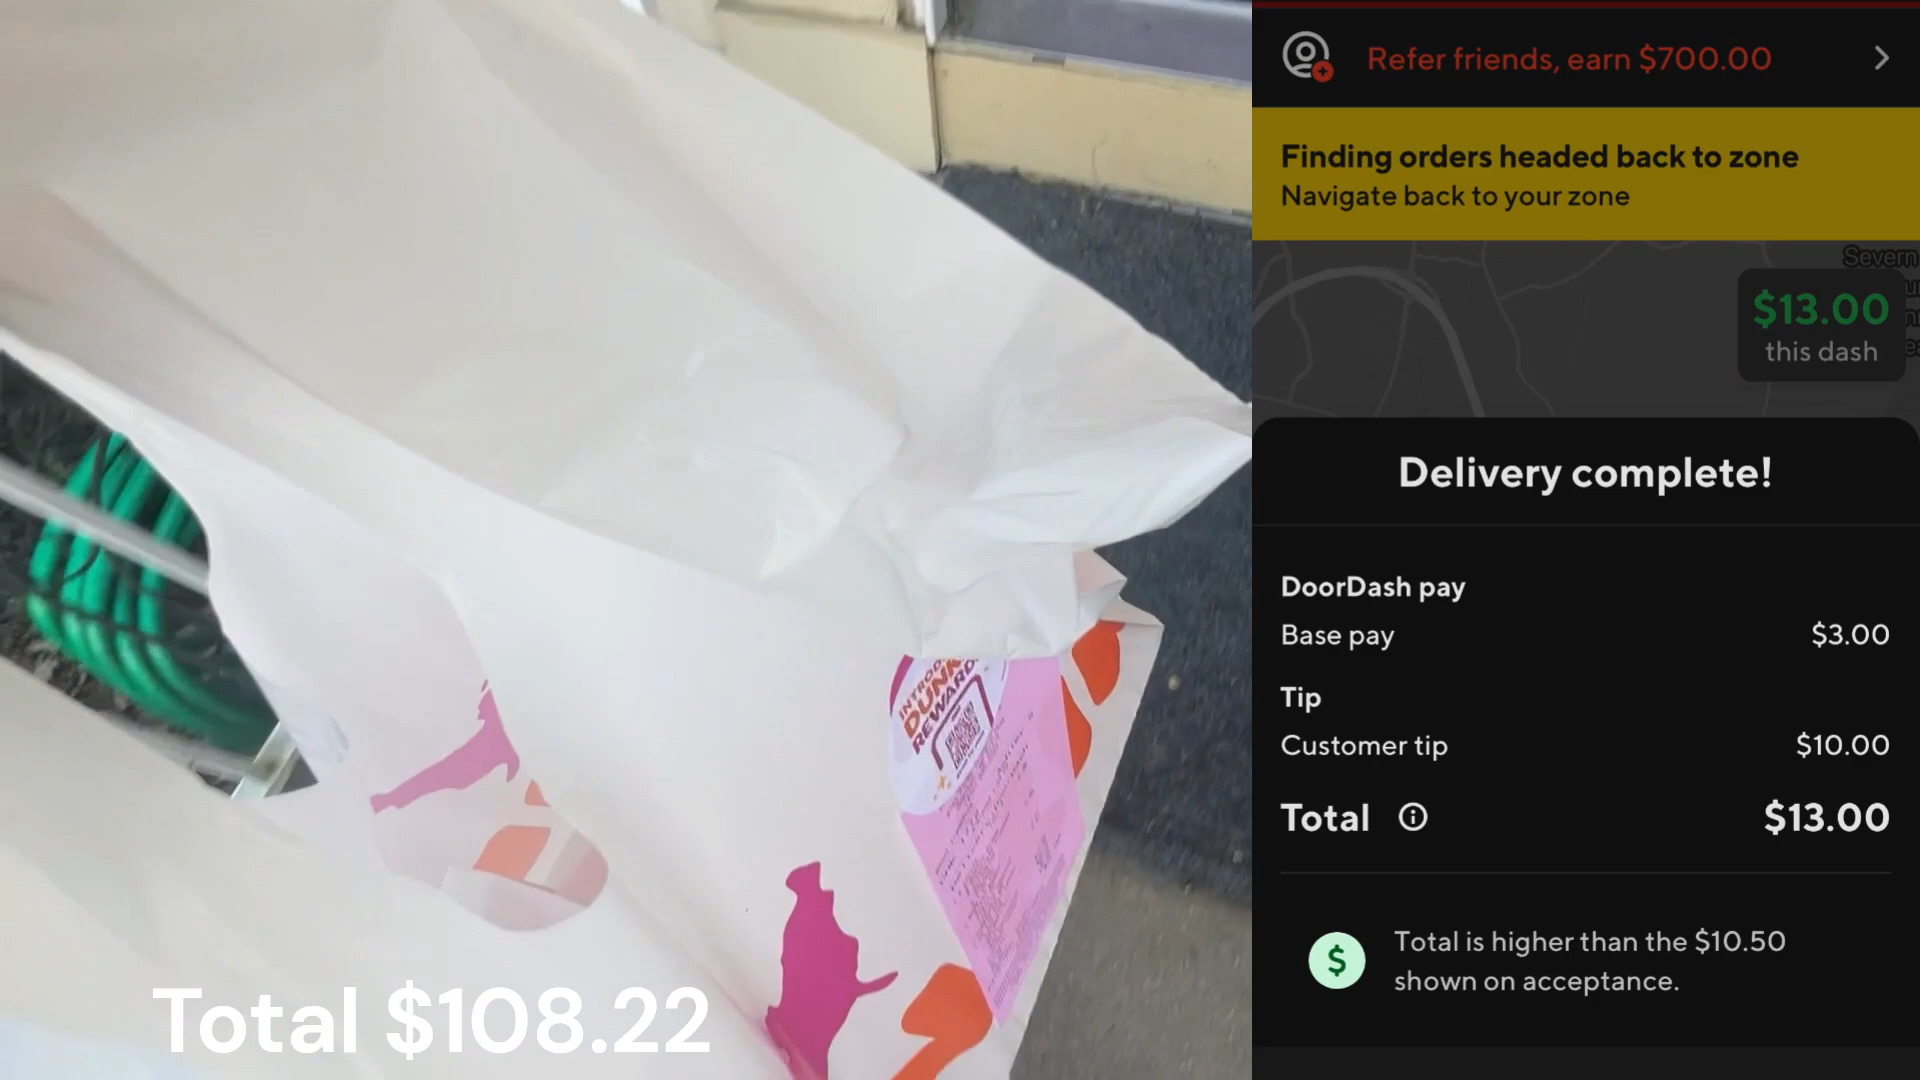 INTRO
DUNK
REWARD
Total $108.22
Refer friends, earn $700.00
Finding orders headed back to zone
Navigate back to your zone
Severn
$13.00
this dash
Delivery complete!
DoorDash pay
Base pay $3.00
Tip
Customer tip $10.00
Total $13.00
$
Total is higher than the $10.50
shown on acceptance.